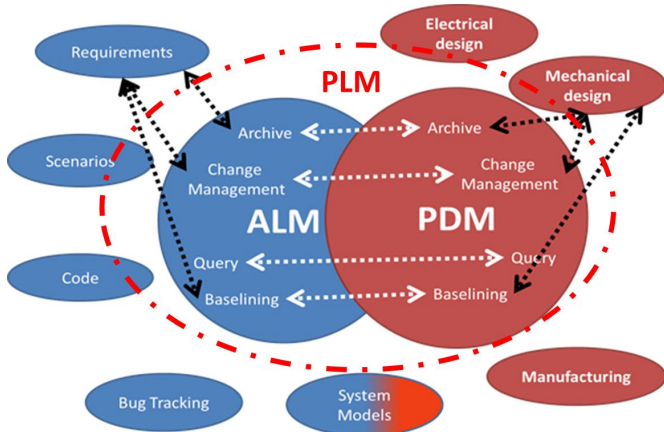 Electrical
design
Requirements
PLM
Mechanical
design
Archive
Archive
Scenarios
Change
Management
Change
Management
ALM
PDM
Query
Query
Code
Baselining
Baselining
Manufacturing
Bug Tracking
System
Models